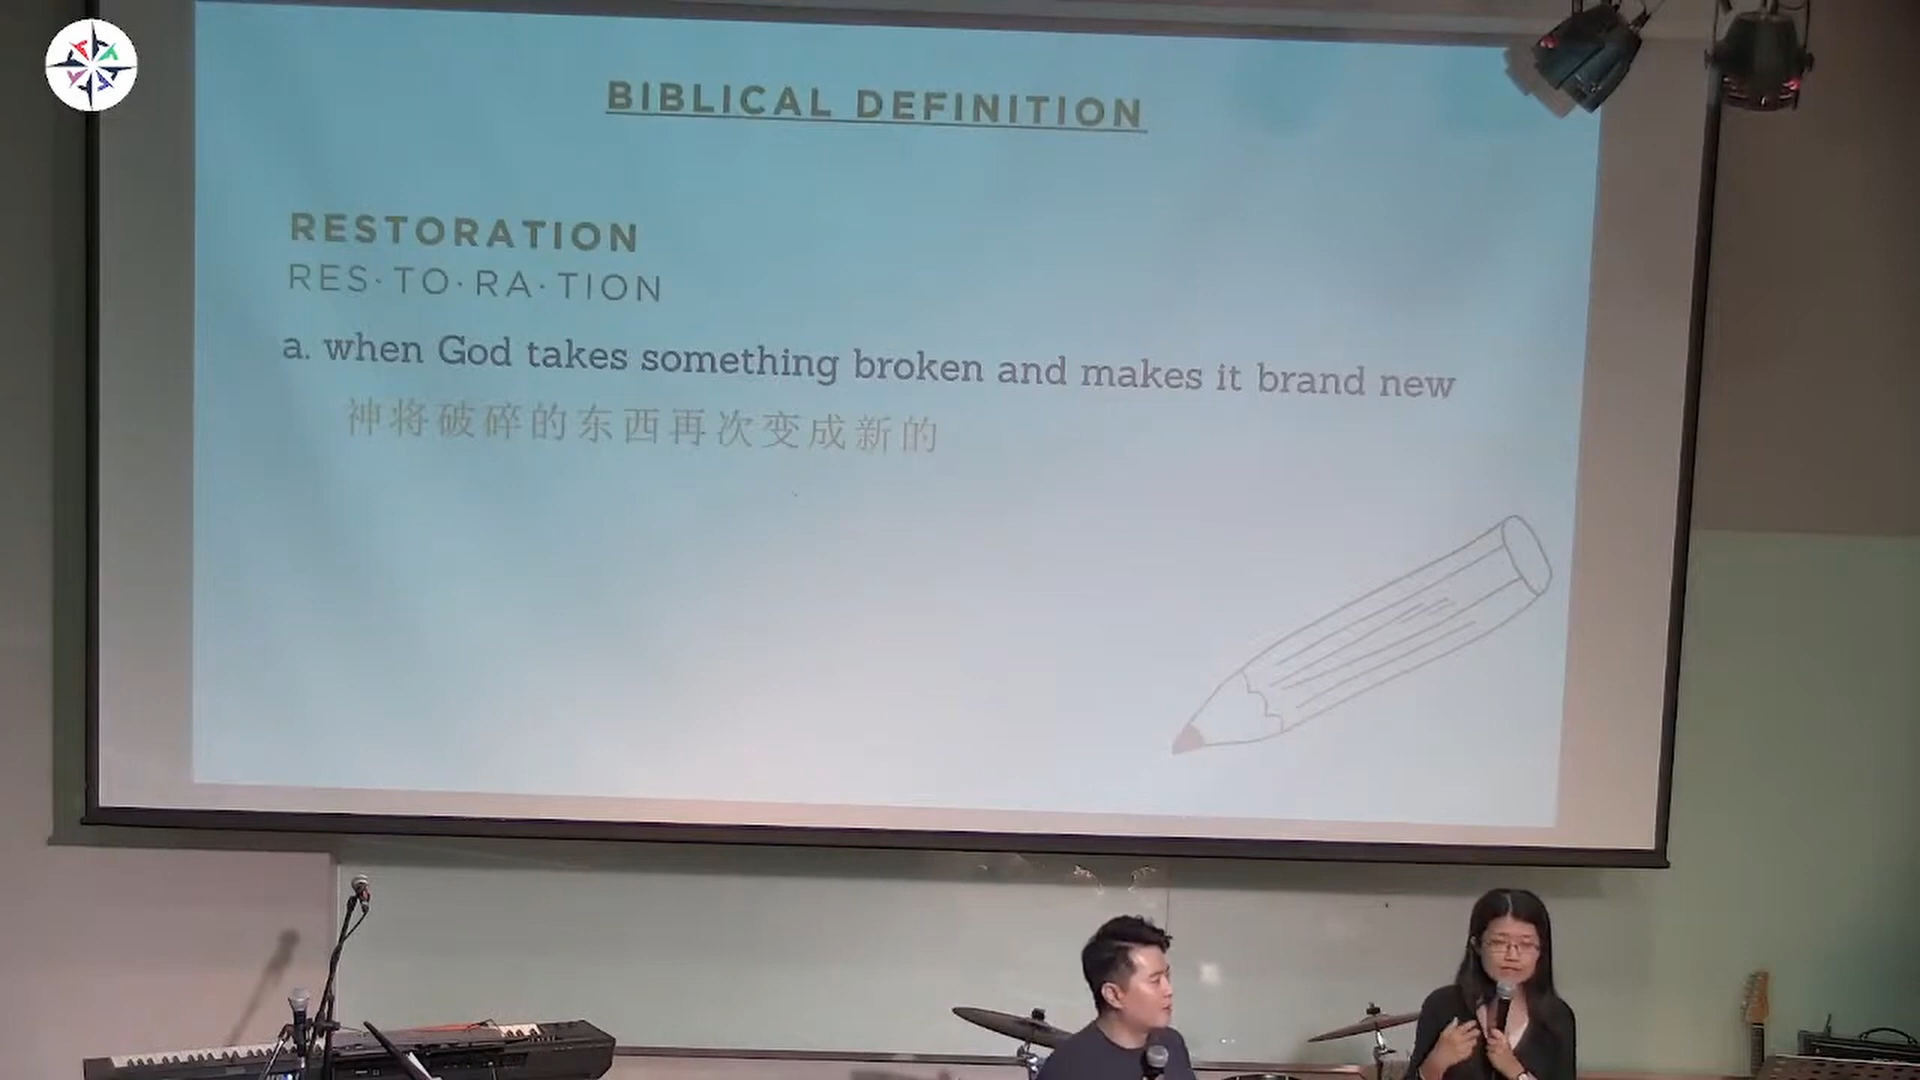 BIBLICAL DEFINITION
RESTORATION
RES·TO·RA·TION
a. when God takes something broken and makes it brand new
神将破碎的东西再次变成新的